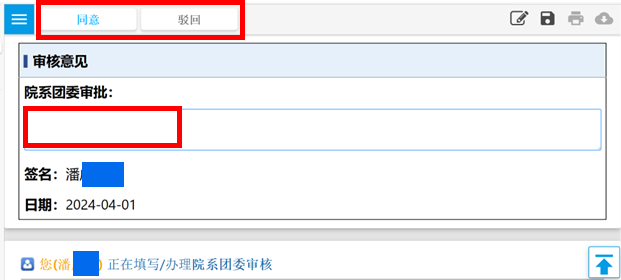 同意
驳回
审核意见
院系团委审批：
签名：潘
日期：2024-04-01
您(潘 ) 正在填写/办理院系团委审核